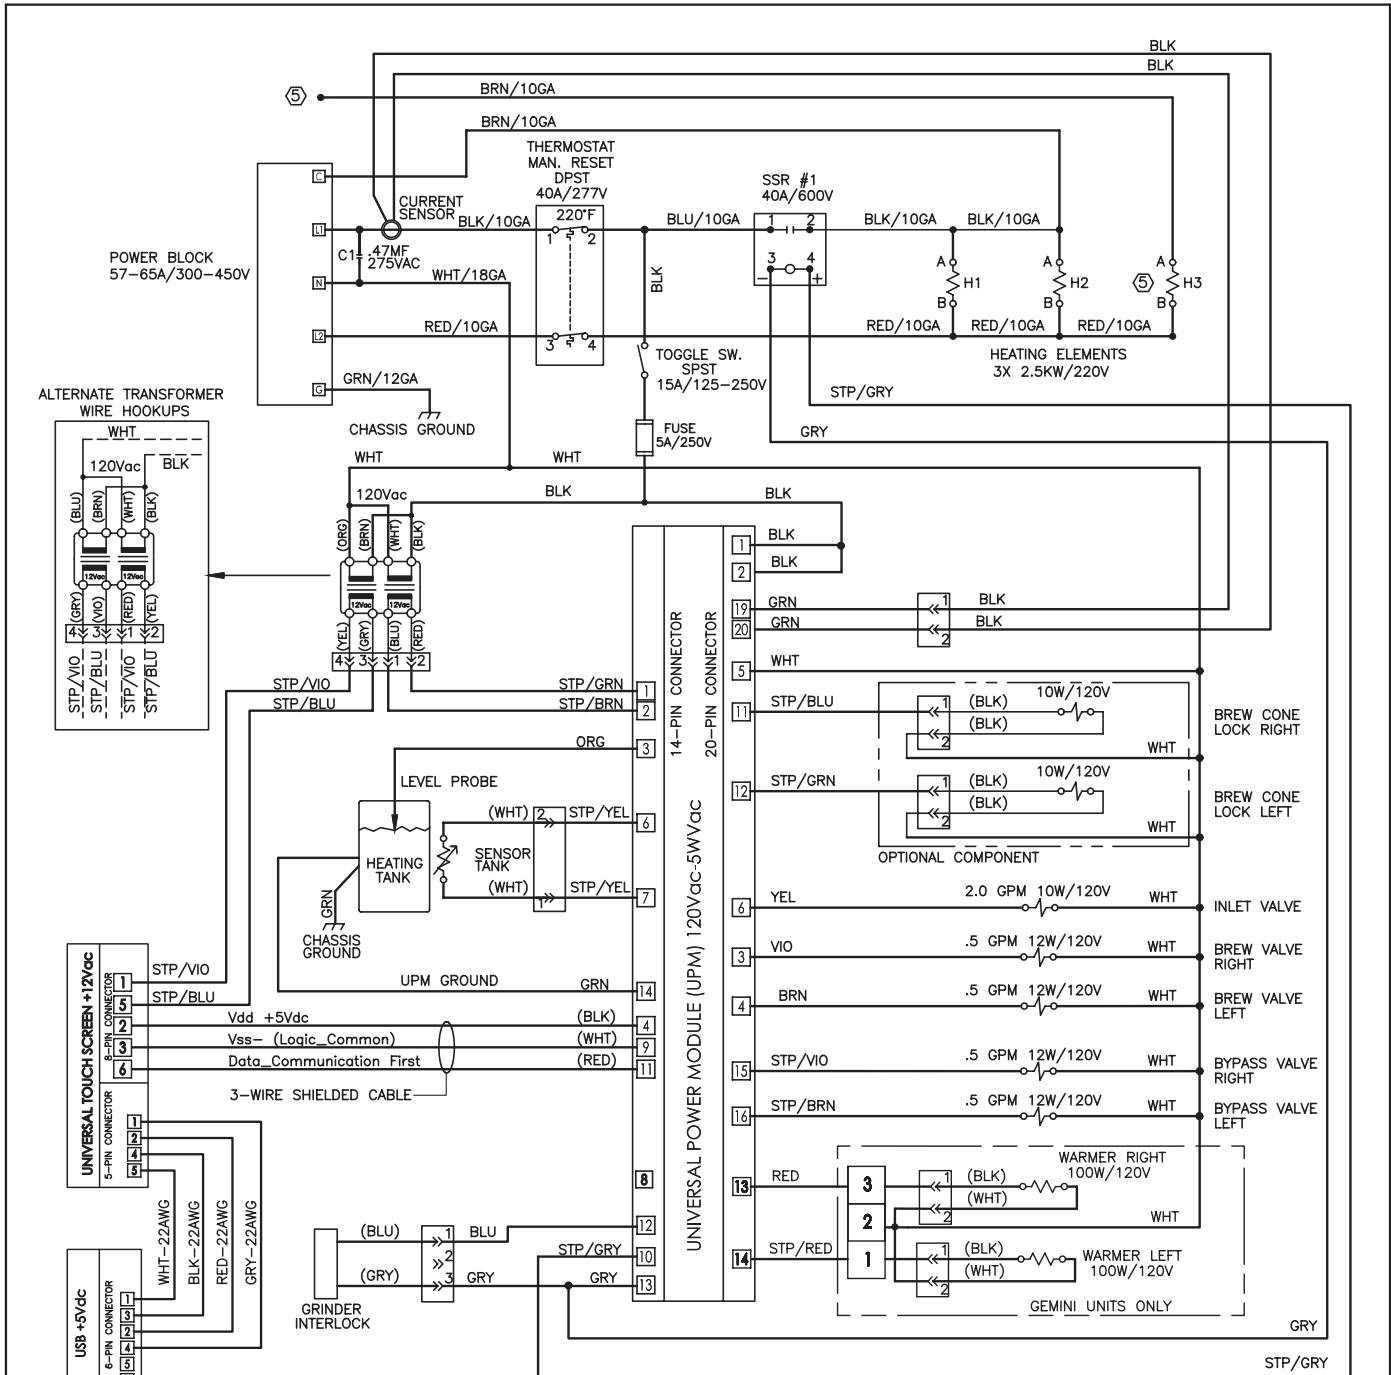 BLK
BLK
5
BRN/10GA
BRN/10GA
THERMOSTAT
MAN. RESET
DPST
40A/277V
220°F
1
2
3
4
SSR #1
40A/600V
1
2
3
4
-
+
CURRENT
SENSOR
C
L1
N
L2
G
POWER BLOCK
57-65A/300-450V
C1
.47MF
275VAC
BLK/10GA
BLU/10GA
BLK/10GA
BLK/10GA
WHT/18GA
BLK
RED/10GA
GRN/12GA
CHASSIS GROUND
A
B
H1
A
B
H2
5
A
B
H3
RED/10GA
RED/10GA
RED/10GA
HEATING ELEMENTS
3X 2.5KW/220V
TOGGLE SW.
SPST
15A/125-250V
FUSE
5A/250V
STP/GRY
GRY
ALTERNATE TRANSFORMER
WIRE HOOKUPS
WHT
120Vac
BLK
(BLU)
(BRN)
(WHT)
(BLK)
12Vac
12Vac
(GRY)
(VIO)
(RED)
(YEL)
4
3
1
2
STP/VIO
STP/BLU
STP/VIO
STP/BLU
WHT
WHT
120Vac
BLK
BLK
(ORG)
(BRN)
(WHT)
(BLK)
12Vac
12Vac
(YEL)
(GRY)
(BLU)
(RED)
4
3
1
2
STP/VIO
STP/BLU
STP/GRN
STP/BRN
ORG
LEVEL PROBE
HEATING
TANK
GRN
CHASSIS
GROUND
SENSOR
TANK
(WHT)
2
STP/YEL
(WHT)
1
STP/YEL
UPM GROUND
GRN
14-PIN CONNECTOR
20-PIN CONNECTOR
UNIVERSAL POWER MODULE (UPM) 120Vac-5WVac
1
2
3
6
7
14
4
9
11
8
12
10
13
1
BLK
2
BLK
19
GRN
20
GRN
1
2
BLK
BLK
5
WHT
11
STP/BLU
1
2
(BLK)
(BLK)
10W/120V
WHT
BREW CONE
LOCK RIGHT
12
STP/GRN
1
2
(BLK)
(BLK)
10W/120V
WHT
BREW CONE
LOCK LEFT
OPTIONAL COMPONENT
6
YEL
2.0 GPM 10W/120V
WHT
INLET VALVE
3
VIO
.5 GPM 12W/120V
WHT
BREW VALVE
RIGHT
4
BRN
.5 GPM 12W/120V
WHT
BREW VALVE
LEFT
15
STP/VIO
.5 GPM 12W/120V
WHT
BYPASS VALVE
RIGHT
16
STP/BRN
.5 GPM 12W/120V
WHT
BYPASS VALVE
LEFT
13
RED
14
STP/RED
3
2
1
1
2
(BLK)
(WHT)
WARMER RIGHT
100W/120V
WHT
1
2
(BLK)
(WHT)
WARMER LEFT
100W/120V
GEMINI UNITS ONLY
UNIVERSAL TOUCH SCREEN +12Vac
8-PIN CONNECTOR
1
5
2
3
6
STP/VIO
STP/BLU
Vdd +5Vdc
(BLK)
Vss- (Logic_Common)
(WHT)
Data_Communication First
(RED)
3-WIRE SHIELDED CABLE
5-PIN CONNECTOR
1
2
4
5
WHT-22AWG
BLK-22AWG
RED-22AWG
GRY-22AWG
USB +5Vdc
6-PIN CONNECTOR
1
3
2
4
5
GRINDER
INTERLOCK
(BLU)
(GRY)
1
2
3
BLU
GRY
STP/GRY
GRY
GRY
STP/GRY